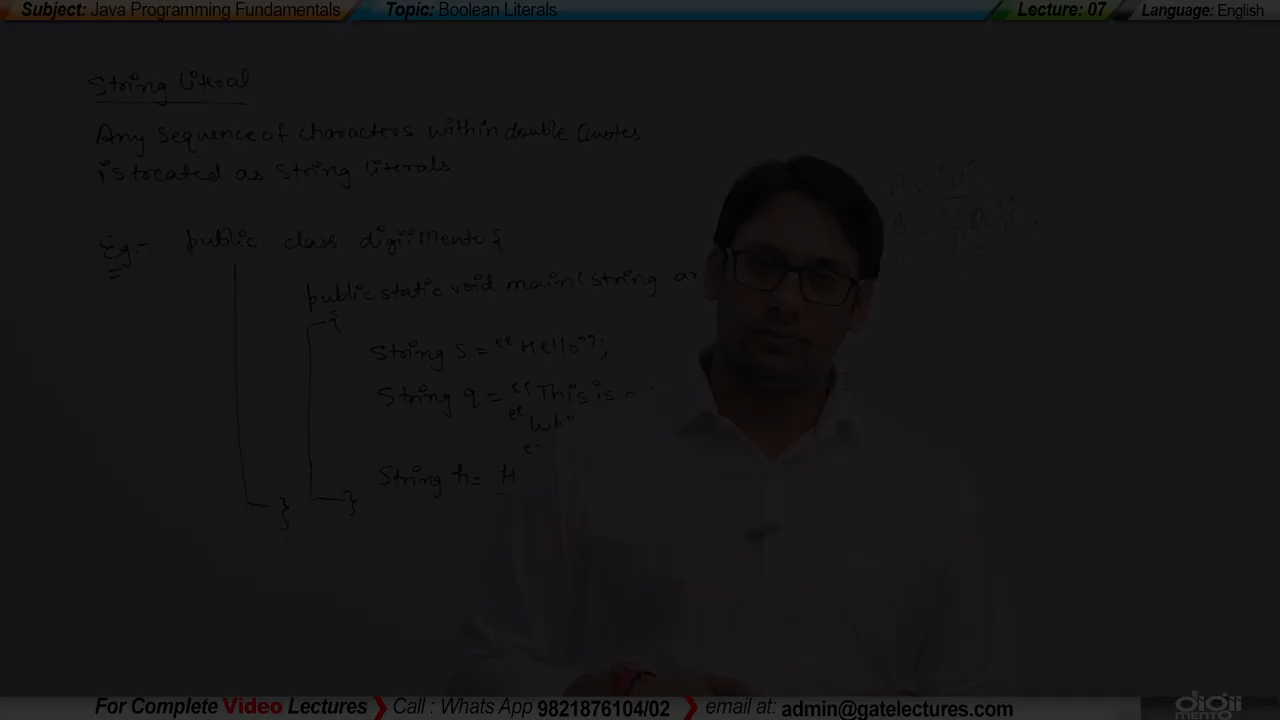 Subject: Java Programming Fundamentals
Topic: Boolean Literals
Lecture: 07
Language: English
String Literal
Any sequence of characters within double Quotes
is treated as String literals
Eg:- public class digiiMento {
public static void main(String ar
{
String s = "Hello";
String q = "This is
"
String h= H
}
}
A = 'a';
B = "a";
For Complete Video Lectures
Call : Whats App 9821876104/02
email at: admin@gatelectures.com
digii